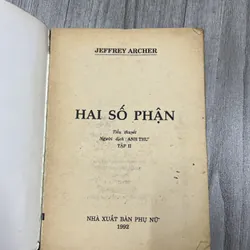 JEFFREY ARCHER
HAI SỐ PHẬN
Tiểu thuyết
Người dịch ANH THƯ
TẬP II
NHÀ XUẤT BẢN PHỤ NỮ
1992